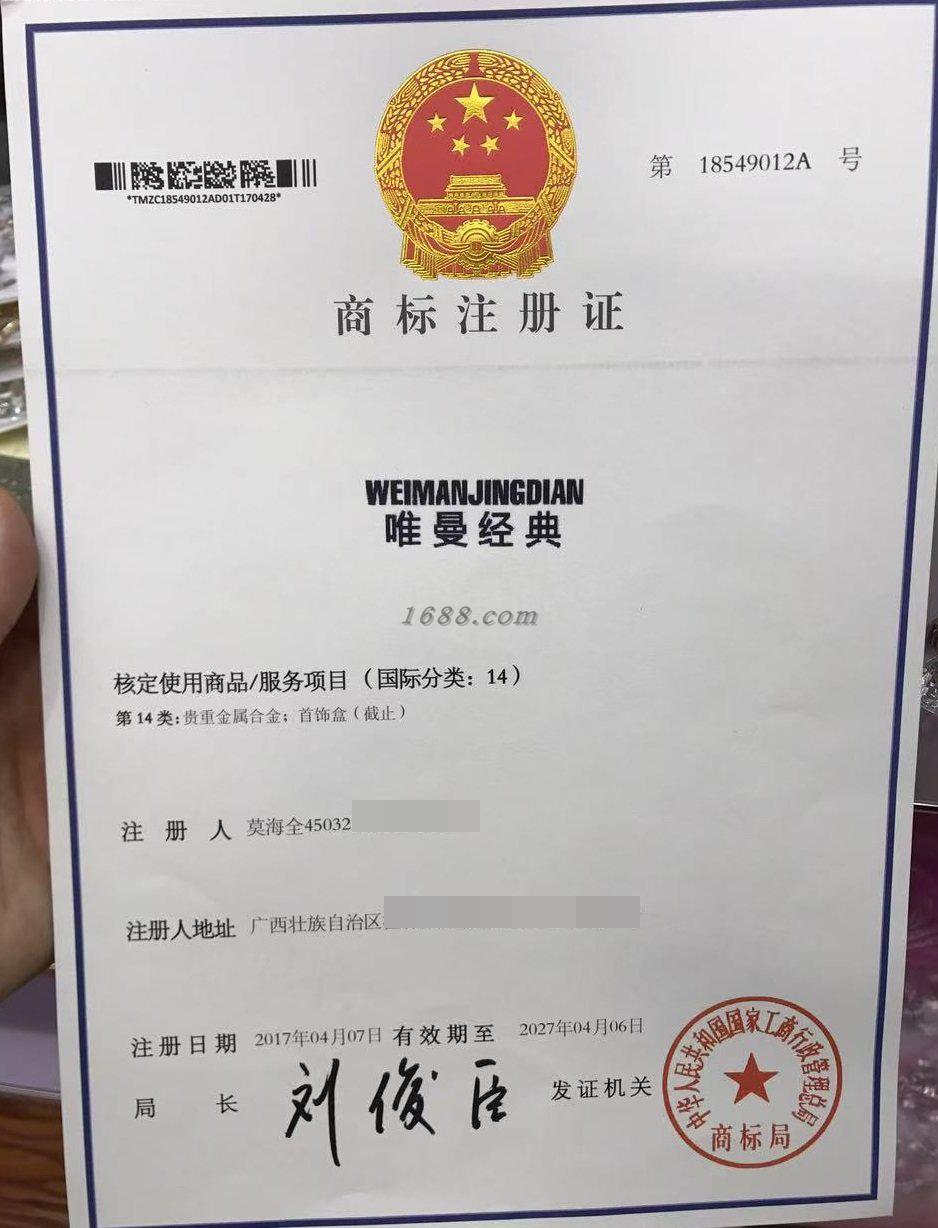 第 18549012A 号
*TMZC18549012AD01T170428*
商标注册证
WEIMANJINGDIAN
唯曼经典
1688.com
核定使用商品/服务项目（国际分类：14）
第14类:贵重金属合金；首饰盒（截止）
注册人 莫海全45032
注册人地址 广西壮族自治区
注册日期 2017年04月07日 有效期至 2027年04月06日
局长 刘俊臣 发证机关
中华人民共和国国家工商行政管理总局
商标局